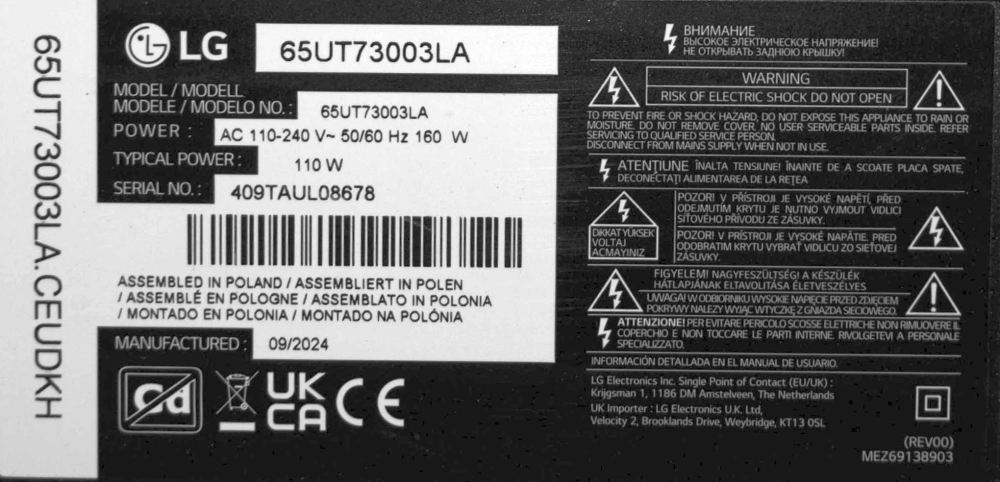 65UT73003LA.CEUDKH
LG
65UT73003LA
MODEL / MODELL
MODELE / MODELO NO. : 65UT73003LA
POWER : AC 110-240 V~ 50/60 Hz 160 W
TYPICAL POWER : 110 W
SERIAL NO. : 409TAUL08678
ASSEMBLED IN POLAND / ASSEMBLIERT IN POLEN
/ ASSEMBLÉ EN POLOGNE / ASSEMBLATO IN POLONIA
/ MONTADO EN POLONIA / MONTADO NA POLÓNIA
MANUFACTURED : 09/2024
Cd
UK
CA
CE
ВНИМАНИЕ
ВЫСОКОЕ ЭЛЕКТРИЧЕСКОЕ НАПРЯЖЕНИЕ!
НЕ ОТКРЫВАТЬ ЗАДНЮЮ КРЫШКУ!
WARNING
RISK OF ELECTRIC SHOCK DO NOT OPEN
TO PREVENT FIRE OR SHOCK HAZARD, DO NOT EXPOSE THIS APPLIANCE TO RAIN OR
MOISTURE. DO NOT REMOVE COVER. NO USER SERVICEABLE PARTS INSIDE. REFER
SERVICING TO QUALIFIED SERVICE PERSON.
DISCONNECT FROM MAINS SUPPLY WHEN NOT IN USE.
ATENŢIUNE ÎNALTA TENSIUNE! ÎNAINTE DE A SCOATE PLACA SPATE,
DECONECTAŢI ALIMENTAREA DE LA REŢEA
DIKKAT YÜKSEK
VOLTAJ
ACMAYINIZ
POZOR! V PŘÍSTROJI JE VYSOKÉ NAPĚTÍ, PŘED
ODEJMUTÍM KRYTU JE NUTNO VYJMOUT VIDLICI
SÍŤOVÉHO PŘÍVODU ZE ZÁSUVKY.
POZOR! V PRÍSTROJI JE VYSOKÉ NAPÄTIE. PRED
ODOBRATIM KRYTU VYBRAŤ VIDLICU ZO SIEŤOVEJ
ZÁSUVKY.
FIGYELEM! NAGYFESZÜLTSÉG! A KÉSZÜLÉK
HÁTLAPJÁNAK ELTAVOLÍTÁSA ÉLETVESZÉLYES
UWAGA! W ODBIORNIKU WYSOKIE NAPIĘCIE PRZED ZDJĘCIEM
POKRYWY NALEŻY WYJĄC WTYCZKĘ Z GNIAZDA SIECIOWEGO.
ATTENZIONE! PER EVITARE PERICOLO SCOSSE ELETTRICHE NON RIMUOVERE IL
COPERCHIO E NON TOCCARE LE PARTI INTERNE. RIVOLGETEVI A PERSONALE
SPECIALIZZATO.
INFORMACIÓN DETALLADA EN EL MANUAL DE USUARIO.
LG Electronics Inc. Single Point of Contact (EU/UK) :
Krijgsman 1, 1186 DM Amstelveen, The Netherlands
UK Importer : LG Electronics U.K. Ltd,
Velocity 2, Brooklands Drive, Weybridge, KT13 0SL
(REV00)
MEZ69138903